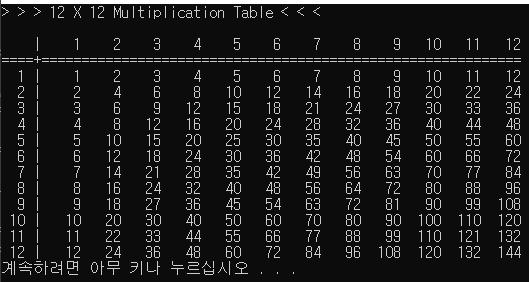 > > > 12 X 12 Multiplication Table < < <
    |    1    2    3    4    5    6    7    8    9   10   11   12
====+=============================================================
  1 |    1    2    3    4    5    6    7    8    9   10   11   12
  2 |    2    4    6    8   10   12   14   16   18   20   22   24
  3 |    3    6    9   12   15   18   21   24   27   30   33   36
  4 |    4    8   12   16   20   24   28   32   36   40   44   48
  5 |    5   10   15   20   25   30   35   40   45   50   55   60
  6 |    6   12   18   24   30   36   42   48   54   60   66   72
  7 |    7   14   21   28   35   42   49   56   63   70   77   84
  8 |    8   16   24   32   40   48   56   64   72   80   88   96
  9 |    9   18   27   36   45   54   63   72   81   90   99  108
 10 |   10   20   30   40   50   60   70   80   90  100  110  120
 11 |   11   22   33   44   55   66   77   88   99  110  121  132
 12 |   12   24   36   48   60   72   84   96  108  120  132  144
계속하려면 아무 키나 누르십시오 . . .